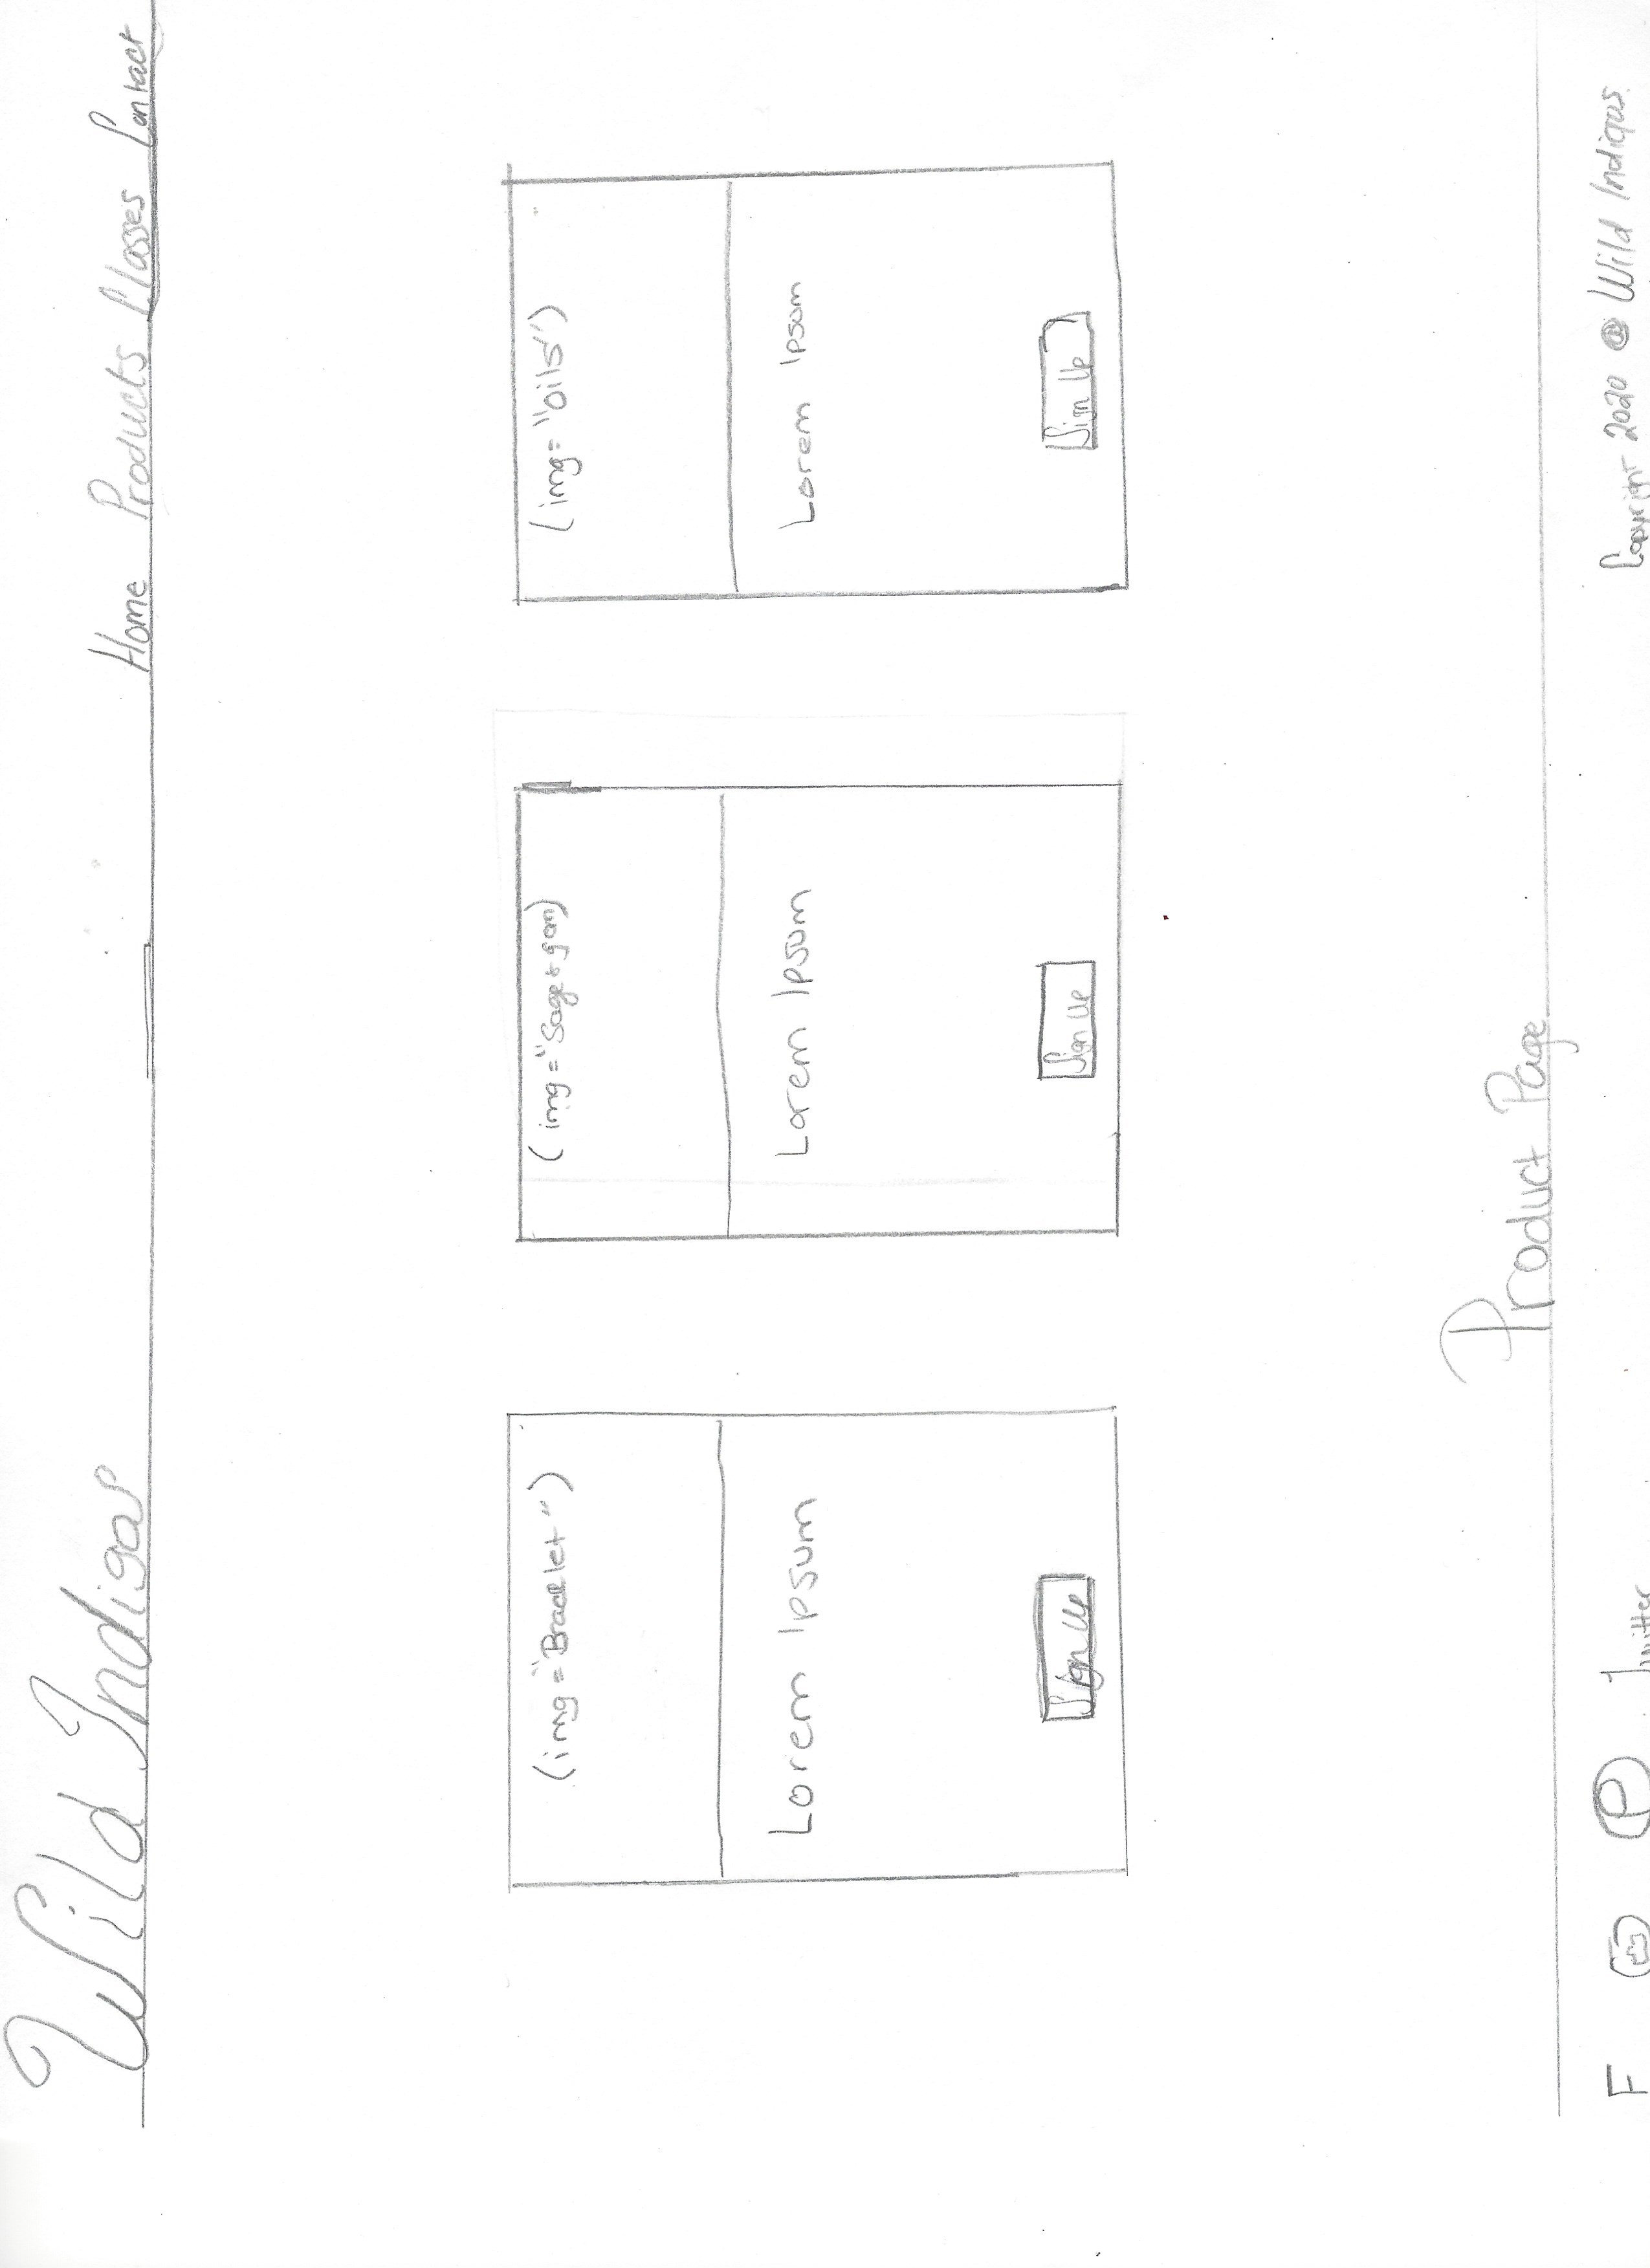 Wild Indigos
Home Products Classes Contact
(img="Bracelet")
Lorem Ipsum
Sign Up
(img="Sage +
Lorem Ipsum
Sign Up
(img="Oils")
Lorem Ipsum
Sign Up
Product Page
F P Twitter Copyright 2020 @ Wild Indigos